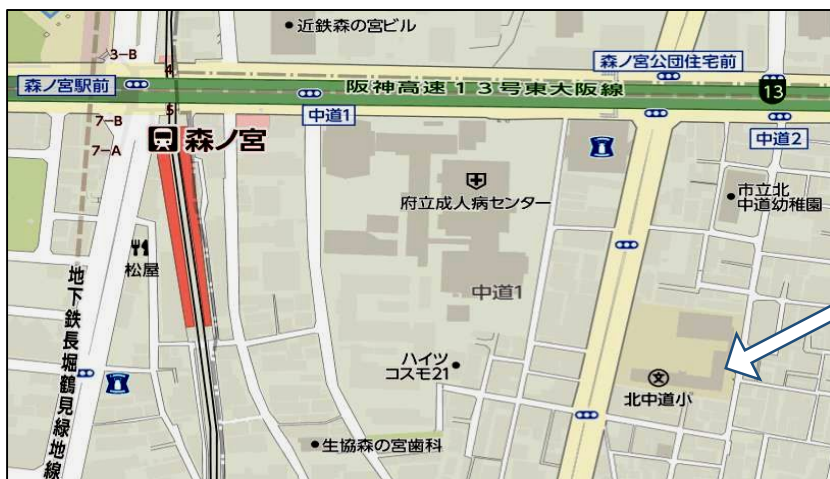 近鉄森の宮ビル
3-B
4
森ノ宮公団住宅前
森ノ宮駅前
阪神高速13号東大阪線
13
5
中道1
中道2
7-B
7-A
森ノ宮
府立成人病センター
市立北
中道幼稚園
松屋
中道1
地下鉄長堀鶴見緑地線
ハイツ
コスモ21
文
北中道小
生協森の宮歯科